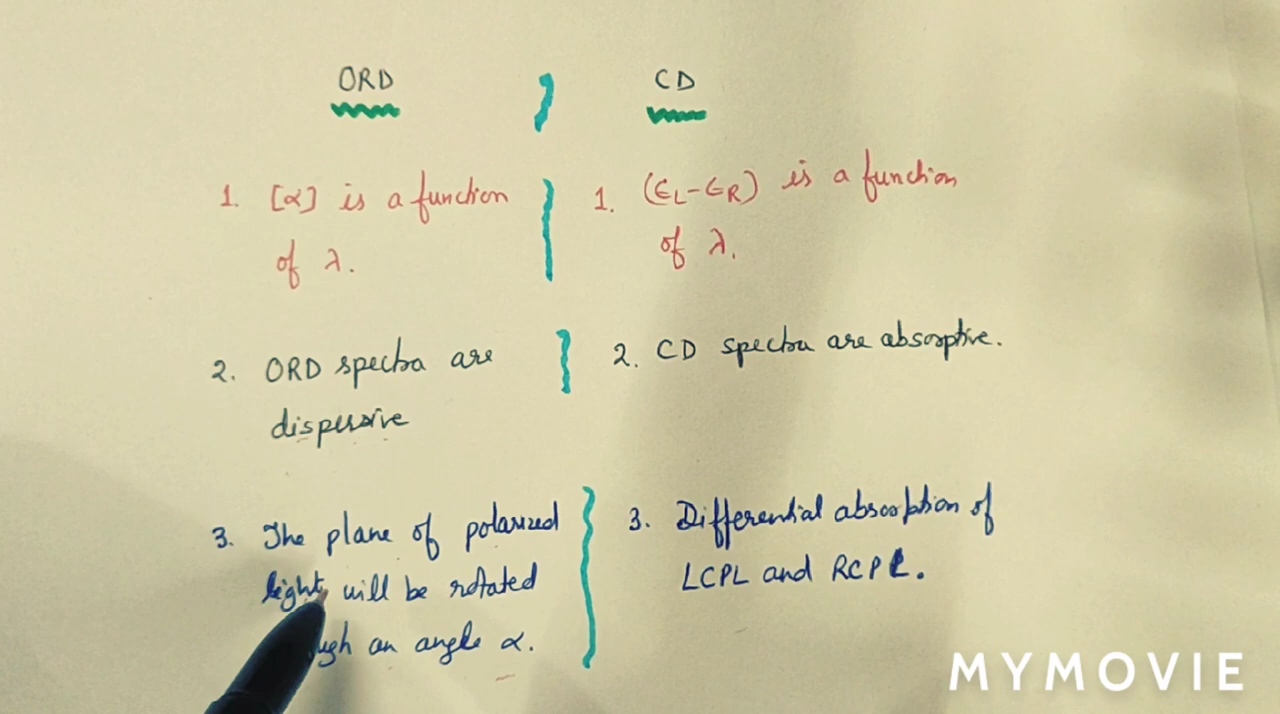 ORD
CD
1. [α] is a function
of λ.
1. (ϵL-ϵR) is a function
of λ.
2. ORD spectra are
dispersive
2. CD spectra are absorptive.
3. The plane of polarized
light will be rotated
ugh an angle α.
3. Differential absorption of
LCPL and RCPL.
MYMOVIE